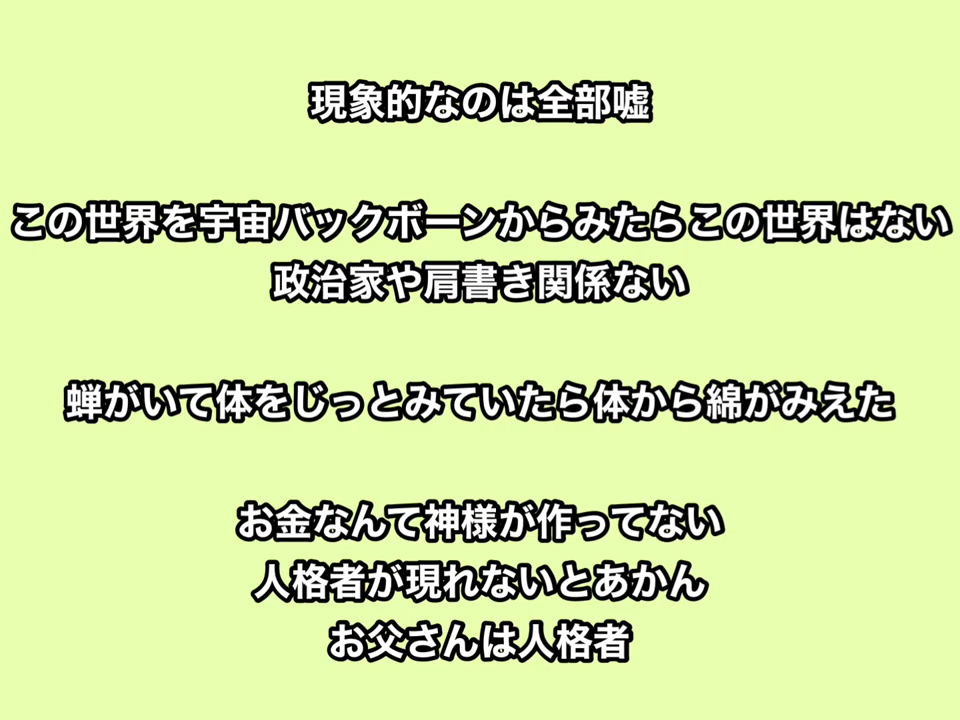 現象的なのは全部嘘
この世界を宇宙バックボーンからみたらこの世界はない
政治家や肩書き関係ない
蝉がいて体をじっとみていたら体から綿がみえた
お金なんて神様が作ってない
人格者が現れないとあかん
お父さんは人格者